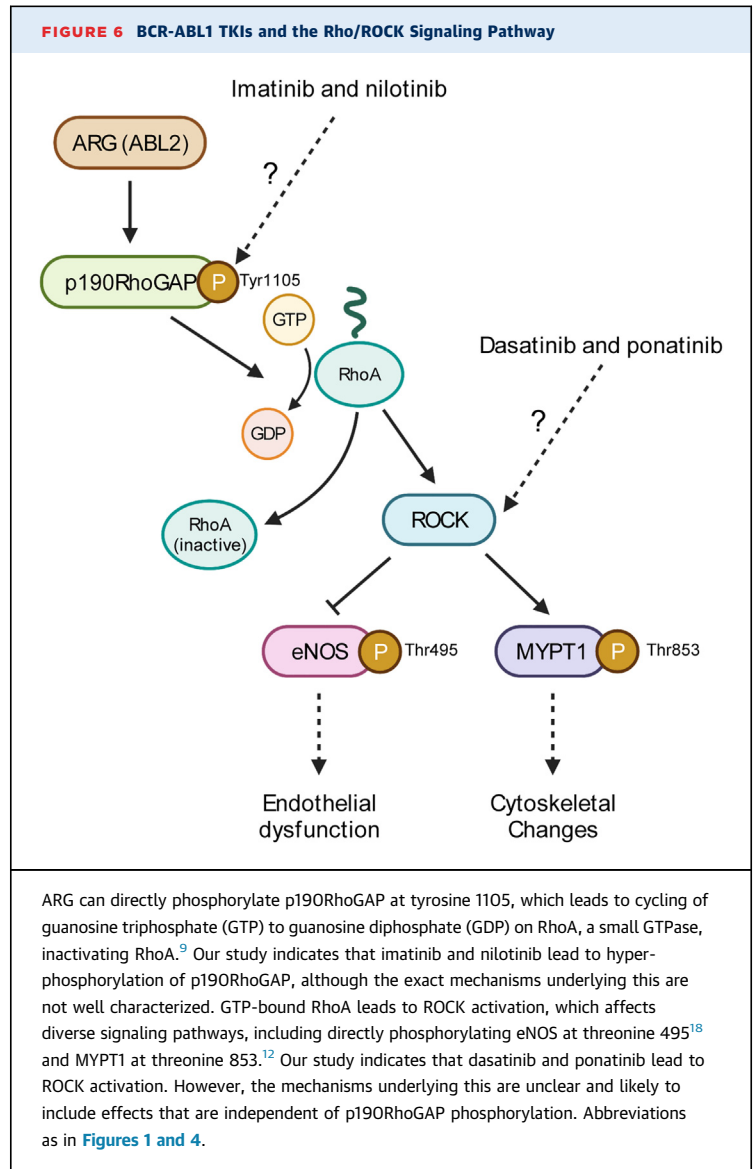 FIGURE 6 BCR-ABL1 TKIs and the Rho/ROCK Signaling Pathway
Imatinib and nilotinib
ARG (ABL2)
?
p190RhoGAP
P
Tyr1105
GTP
RhoA
GDP
Dasatinib and ponatinib
?
RhoA
(inactive)
ROCK
eNOS
P
Thr495
MYPT1
P
Thr853
Endothelial
dysfunction
Cytoskeletal
Changes
ARG can directly phosphorylate p190RhoGAP at tyrosine 1105, which leads to cycling of
guanosine triphosphate (GTP) to guanosine diphosphate (GDP) on RhoA, a small GTPase,
inactivating RhoA.9 Our study indicates that imatinib and nilotinib lead to hyper-
phosphorylation of p190RhoGAP, although the exact mechanisms underlying this are
not well characterized. GTP-bound RhoA leads to ROCK activation, which affects
diverse signaling pathways, including directly phosphorylating eNOS at threonine 49518
and MYPT1 at threonine 853.12 Our study indicates that dasatinib and ponatinib lead to
ROCK activation. However, the mechanisms underlying this are unclear and likely to
include effects that are independent of p190RhoGAP phosphorylation. Abbreviations
as in Figures 1 and 4.